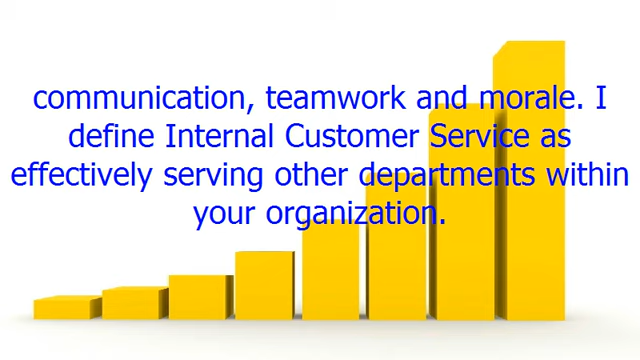 communication, teamwork and morale. I
define Internal Customer Service as
effectively serving other departments within
your organization.